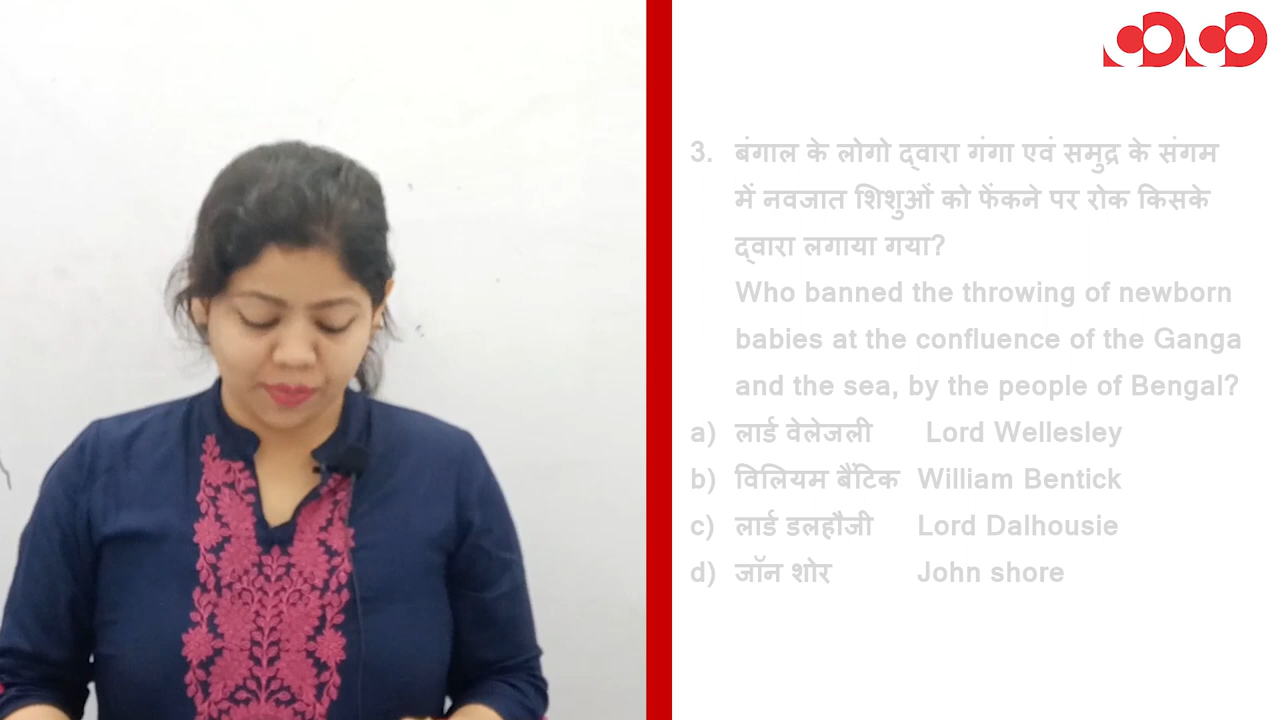 3. बंगाल के लोगो द्वारा गंगा एवं समुद्र के संगम
में नवजात शिशुओं को फेंकने पर रोक किसके
द्वारा लगाया गया?
Who banned the throwing of newborn
babies at the confluence of the Ganga
and the sea, by the people of Bengal?
a) लार्ड वेलेजली Lord Wellesley
b) विलियम बैंटिक William Bentick
c) लार्ड डलहौजी Lord Dalhousie
d) जॉन शोर John shore